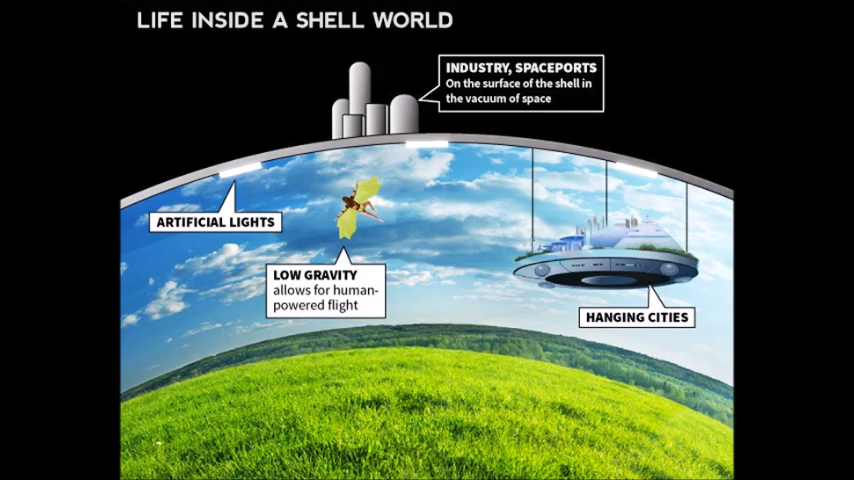 LIFE INSIDE A SHELL WORLD
INDUSTRY, SPACEPORTS
On the surface of the shell in
the vacuum of space
ARTIFICIAL LIGHTS
LOW GRAVITY
allows for human-
powered flight
HANGING CITIES